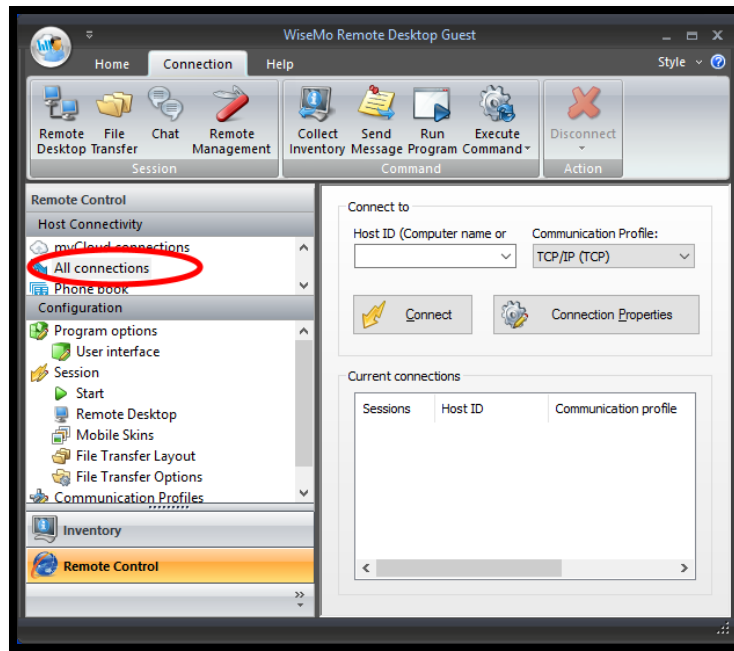 WiseMo Remote Desktop Guest
Home Connection Help Style
Remote Desktop File Transfer Chat Remote Management
Session
Collect Inventory Send Message Run Program Execute Command
Command
Disconnect
Action
Remote Control
Host Connectivity
myCloud connections
All connections
Phone book
Configuration
Program options
User interface
Session
Start
Remote Desktop
Mobile Skins
File Transfer Layout
File Transfer Options
Communication Profiles
Inventory
Remote Control
Connect to
Host ID (Computer name or Communication Profile:
TCP/IP (TCP)
Connect Connection Properties
Current connections
Sessions Host ID Communication profile